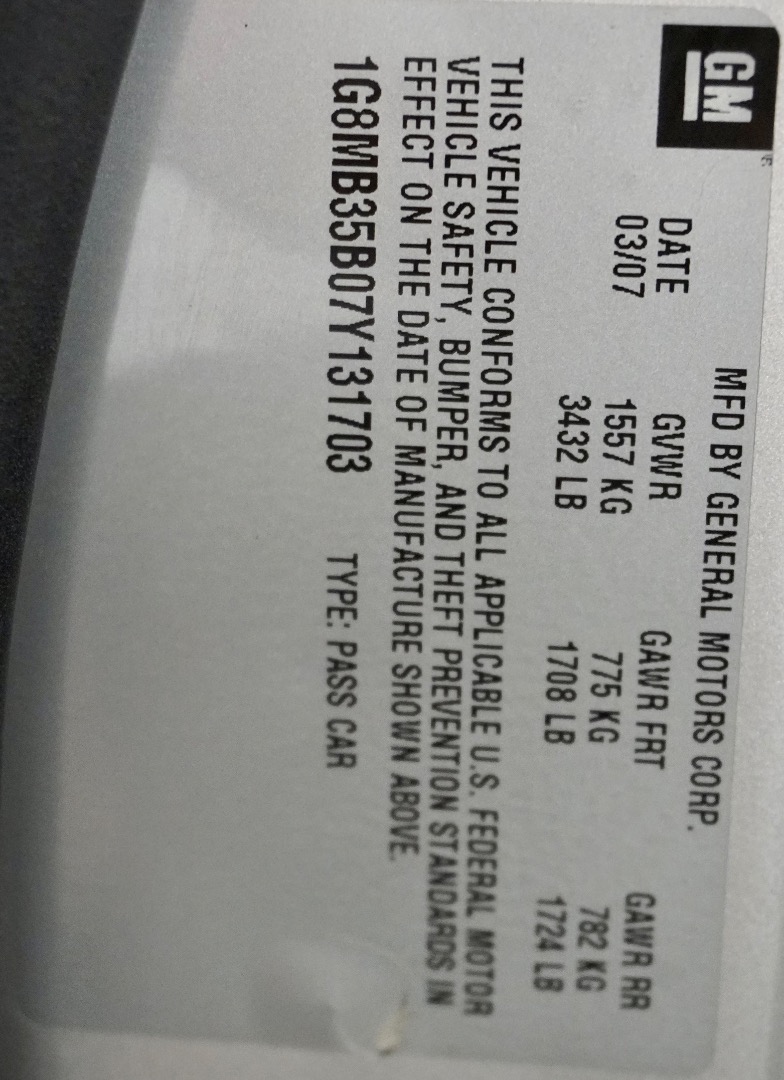 GM
MFD BY GENERAL MOTORS CORP.
DATE GVWR GAWR FRT GAWR RR
03/07 1557 KG 775 KG 782 KG
3432 LB 1708 LB 1724 LB
THIS VEHICLE CONFORMS TO ALL APPLICABLE U.S. FEDERAL MOTOR
VEHICLE SAFETY, BUMPER, AND THEFT PREVENTION STANDARDS IN
EFFECT ON THE DATE OF MANUFACTURE SHOWN ABOVE.
1G8MB35B07Y131703 TYPE: PASS CAR